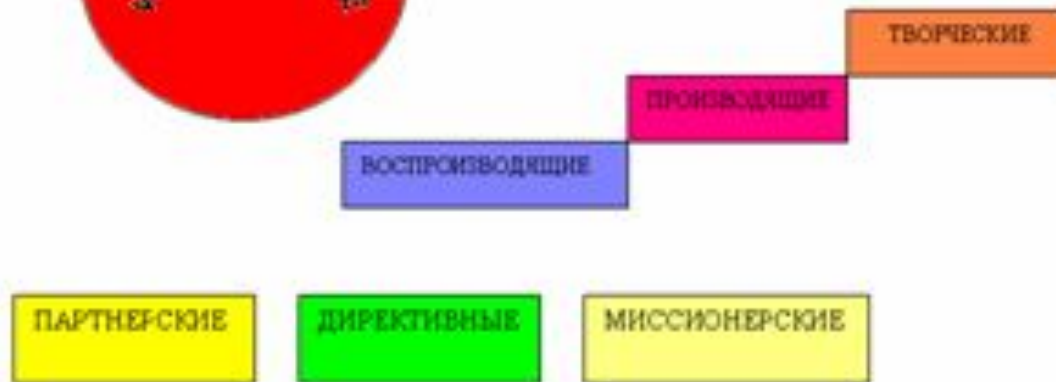 ТВОРЧЕСКИЕ
ПРОИЗВОДЯЩИЕ
ВОСПРОИЗВОДЯЩИЕ
ПАРТНЕРСКИЕ
ДИРЕКТИВНЫЕ
МИССИОНЕРСКИЕ